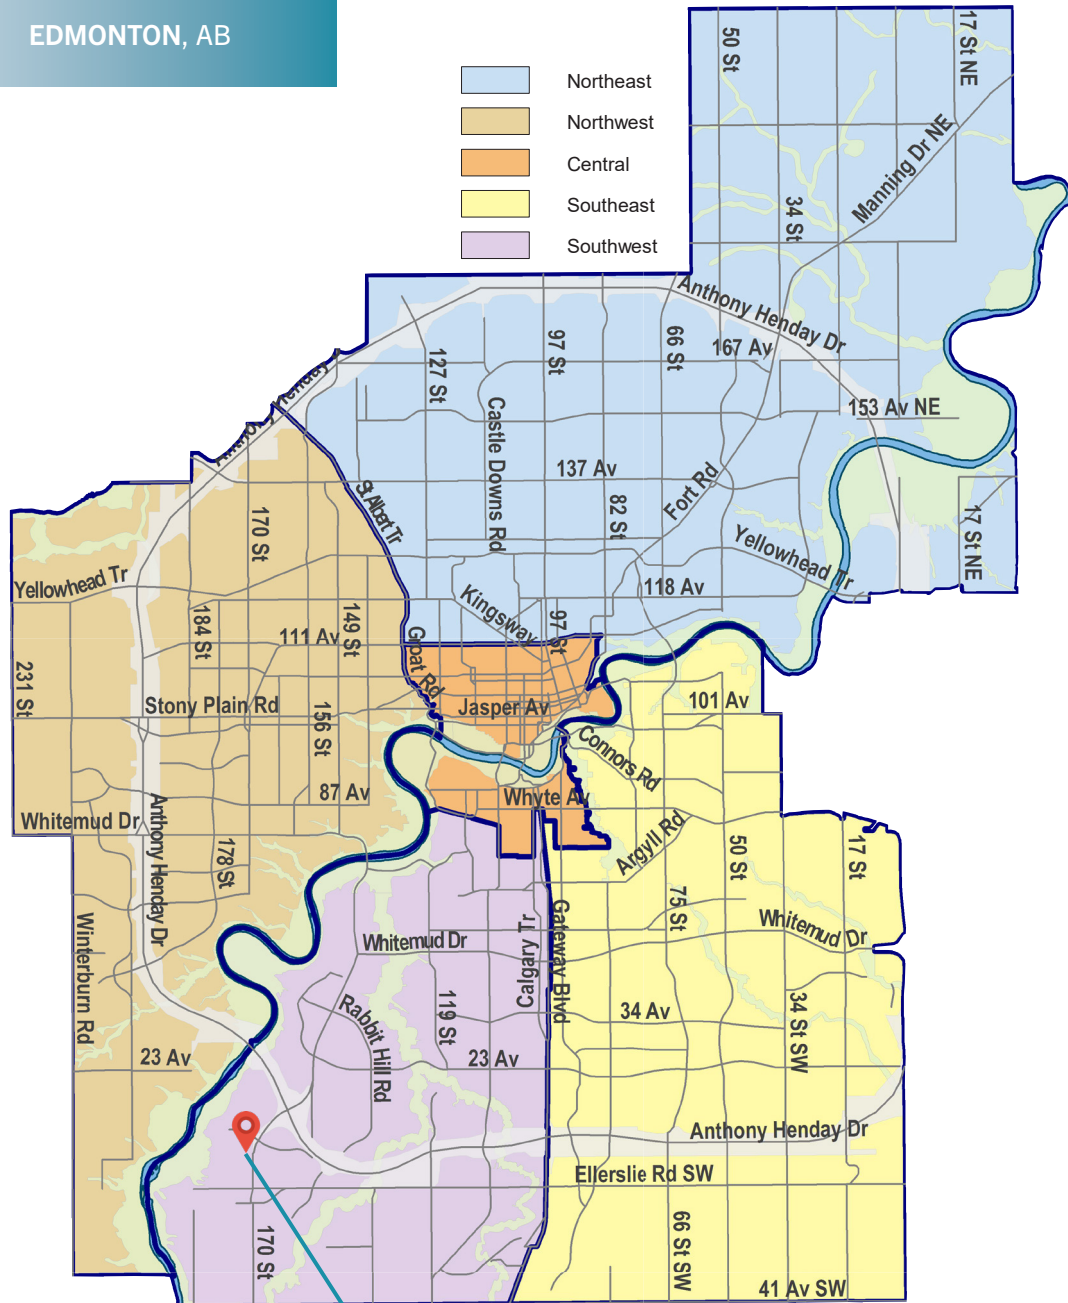 EDMONTON, AB
Northeast
Northwest
Central
Southeast
Southwest
50 St
17 St NE
Manning Dr NE
34 St
Anthony Henday Dr
66 St
167 Av
97 St
127 St
Anthony Henday
Castle Downs Rd
153 Av NE
137 Av
Fort Rd
82 St
St Albert Tr
170 St
17 St NE
Yellowhead Tr
Yellowhead Tr
118 Av
Kingsway
97 St
184 St
149 St
111 Av
Groat Rd
231 St
Stony Plain Rd
156 St
Jasper Av
101 Av
Connors Rd
87 Av
Whyte Av
Whitemud Dr
Anthony Henday Dr
178 St
Argyll Rd
50 St
17 St
75 St
Winterburn Rd
Whitemud Dr
Calgary Tr
Gateway Blvd
Whitemud Dr
Rabbit Hill Rd
119 St
34 Av
34 St SW
23 Av
23 Av
Anthony Henday Dr
Ellerslie Rd SW
170 St
66 St SW
41 Av SW